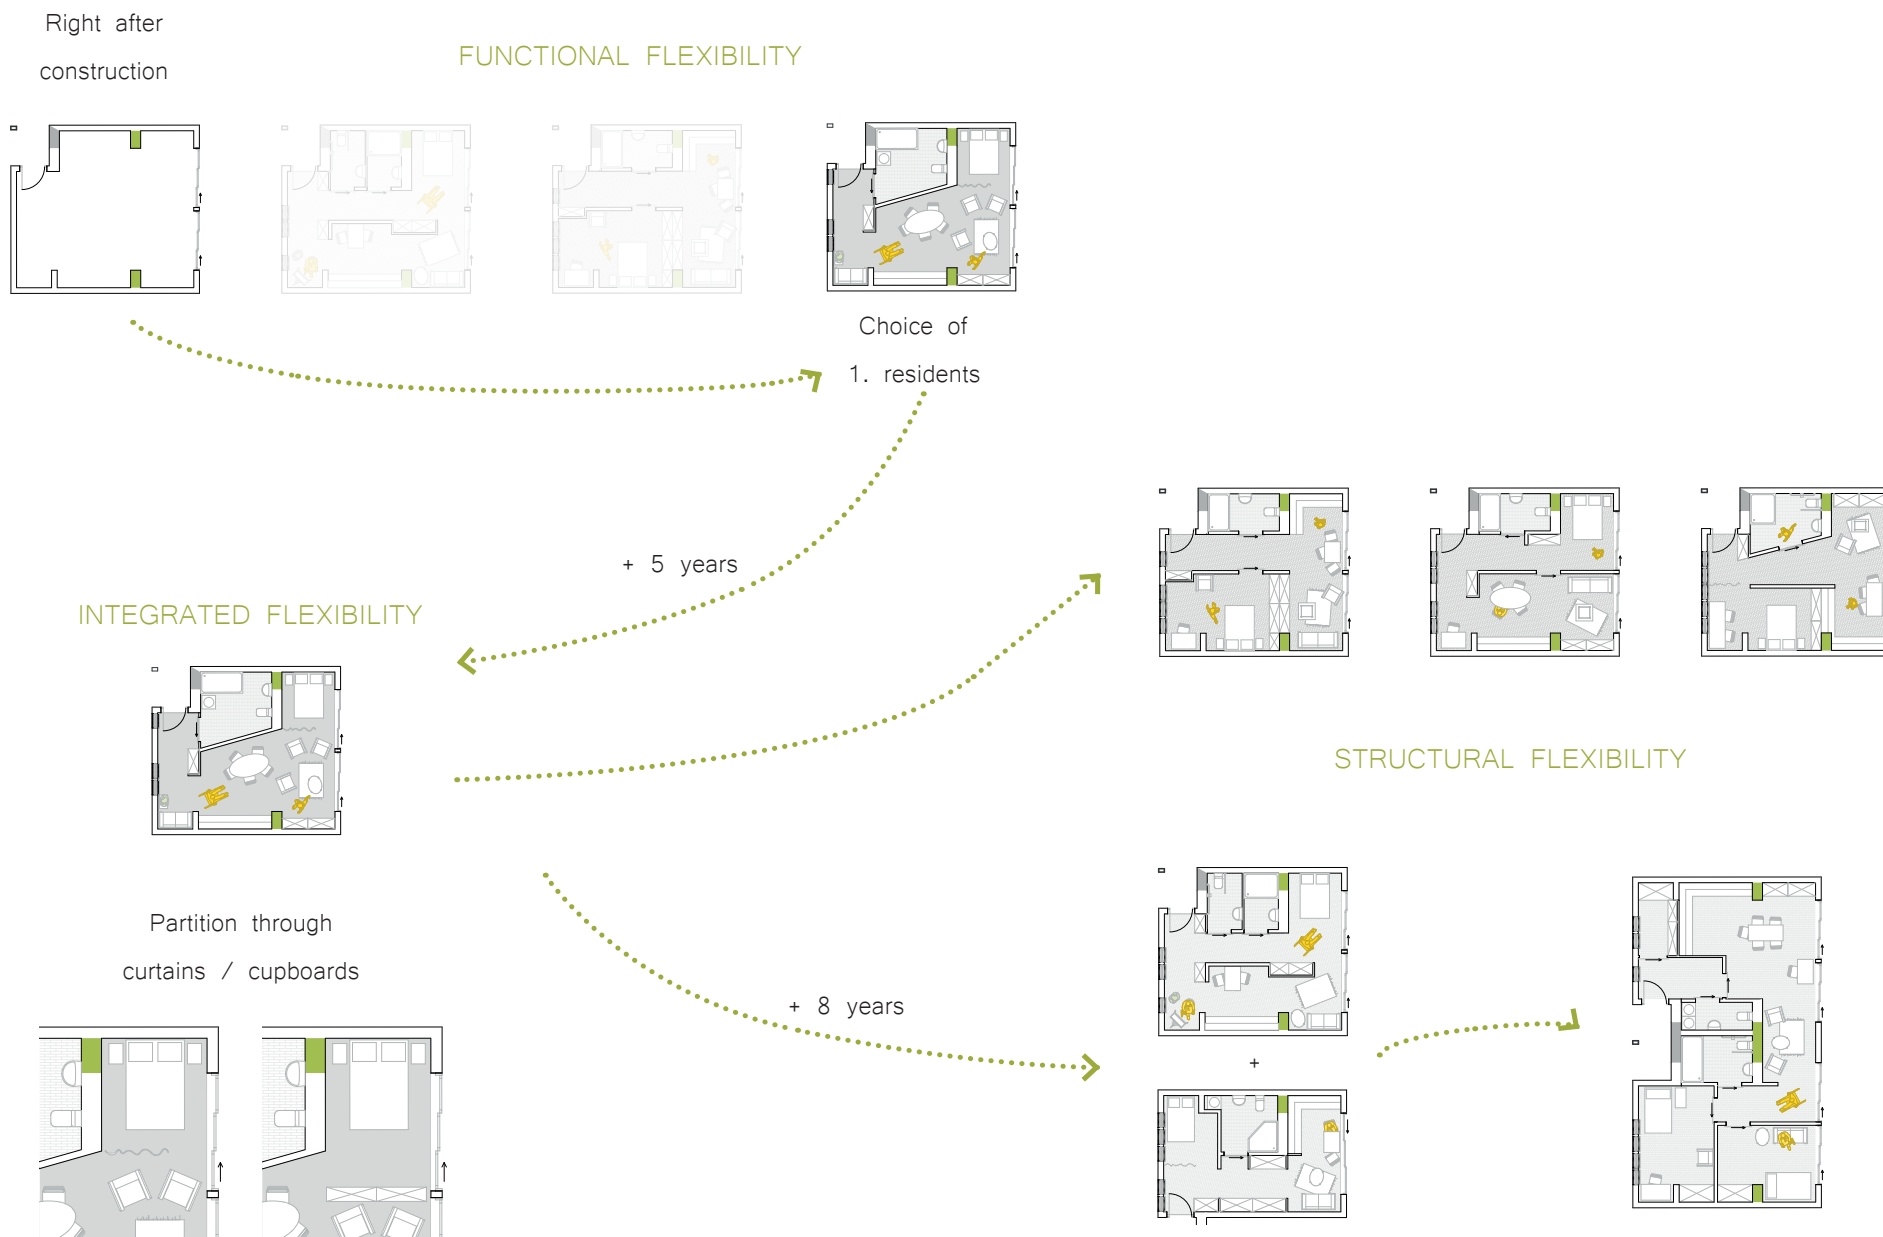 Right after
construction
FUNCTIONAL FLEXIBILITY
Choice of
1. residents
+ 5 years
INTEGRATED FLEXIBILITY
STRUCTURAL FLEXIBILITY
Partition through
curtains / cupboards
+ 8 years
+